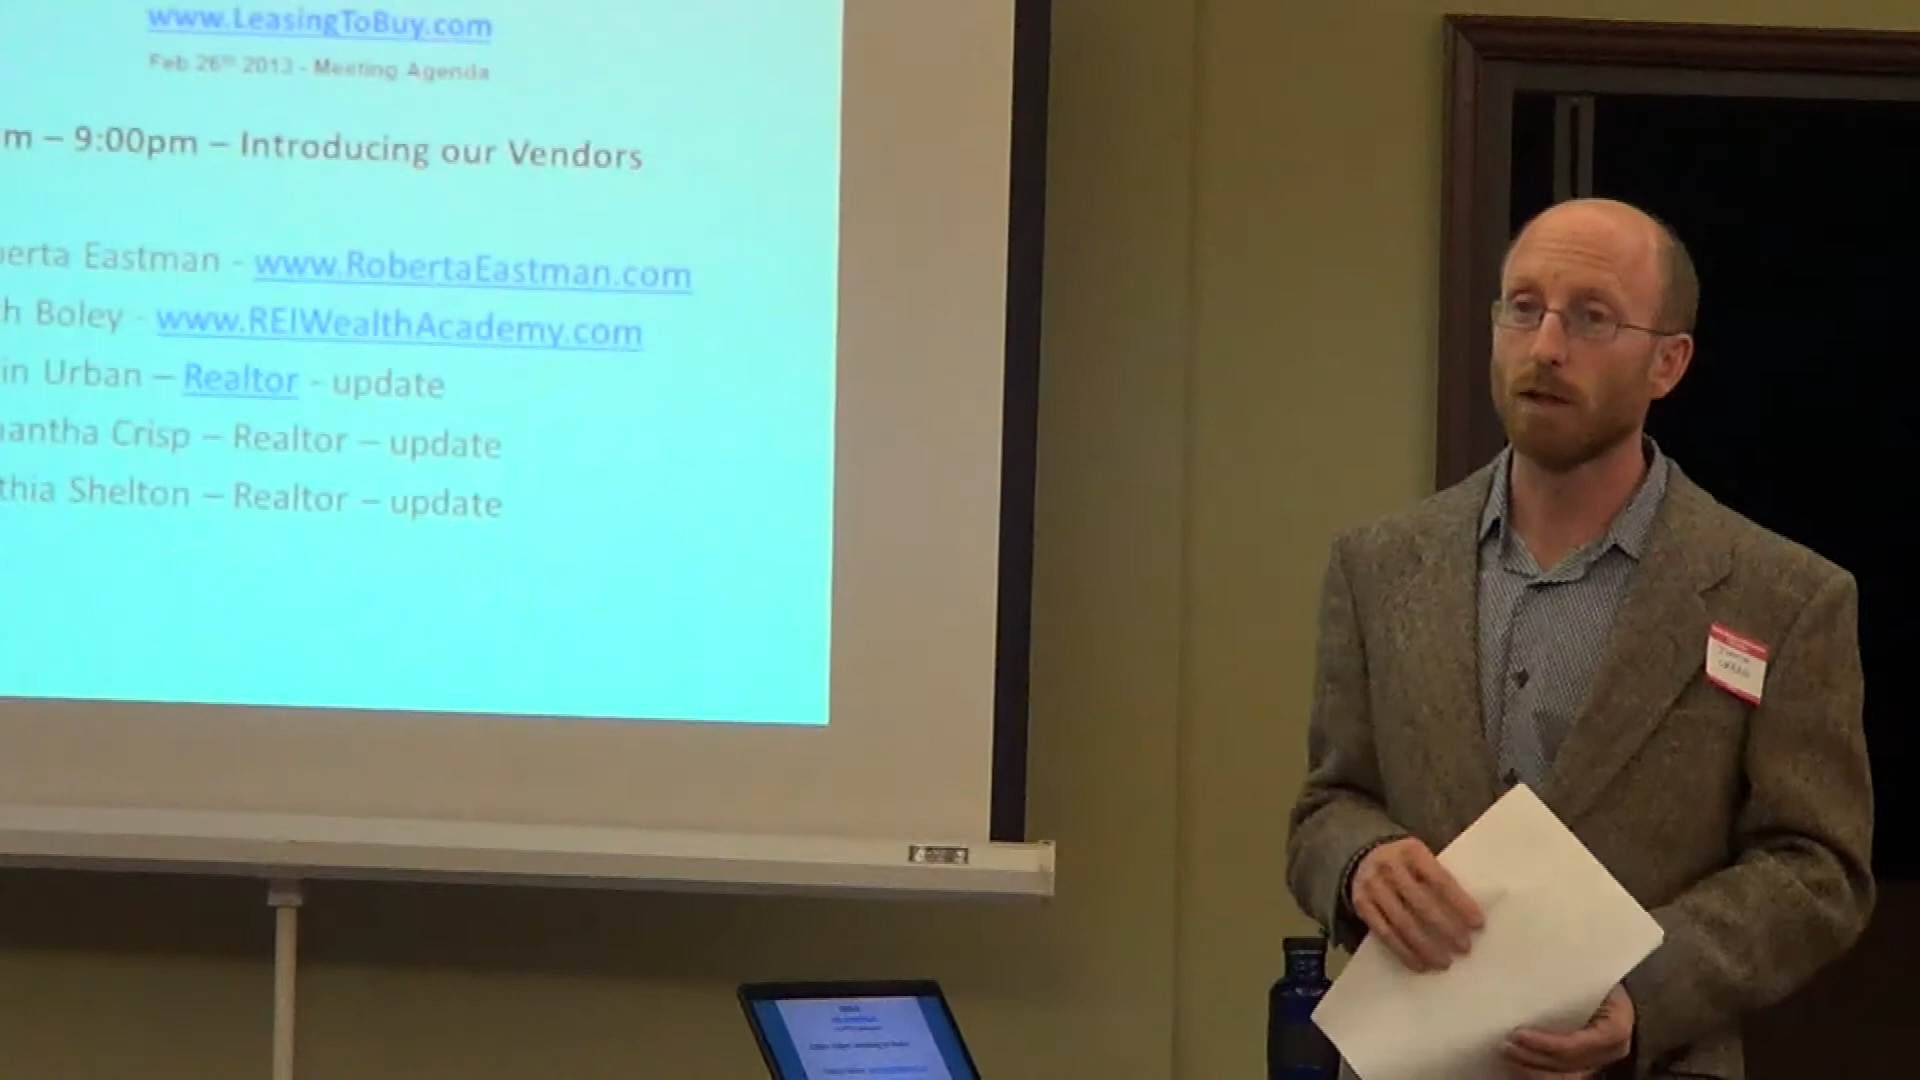 www.LeasingToBuy.com
Feb 26th 2013 - Meeting Agenda
m – 9:00pm – Introducing our Vendors
berta Eastman - www.RobertaEastman.com
h Boley - www.REIWealthAcademy.com
in Urban – Realtor - update
antha Crisp – Realtor – update
thia Shelton – Realtor – update